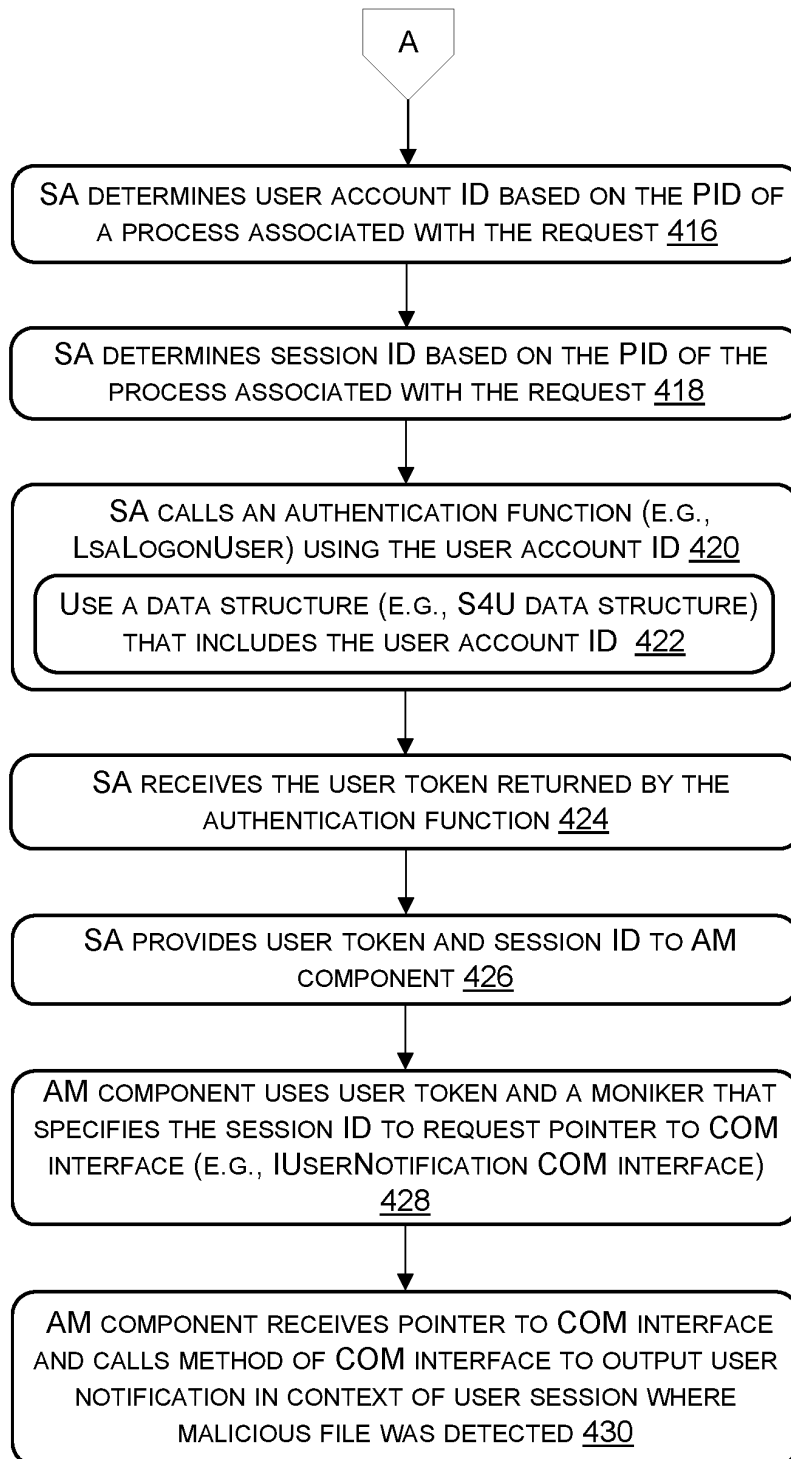 A
SA DETERMINES USER ACCOUNT ID BASED ON THE PID OF
A PROCESS ASSOCIATED WITH THE REQUEST 416
SA DETERMINES SESSION ID BASED ON THE PID OF THE
PROCESS ASSOCIATED WITH THE REQUEST 418
SA CALLS AN AUTHENTICATION FUNCTION (E.G.,
LSALOGONUSER) USING THE USER ACCOUNT ID 420
USE A DATA STRUCTURE (E.G., S4U DATA STRUCTURE)
THAT INCLUDES THE USER ACCOUNT ID 422
SA RECEIVES THE USER TOKEN RETURNED BY THE
AUTHENTICATION FUNCTION 424
SA PROVIDES USER TOKEN AND SESSION ID TO AM
COMPONENT 426
AM COMPONENT USES USER TOKEN AND A MONIKER THAT
SPECIFIES THE SESSION ID TO REQUEST POINTER TO COM
INTERFACE (E.G., IUSERNOTIFICATION COM INTERFACE)
428
AM COMPONENT RECEIVES POINTER TO COM INTERFACE
AND CALLS METHOD OF COM INTERFACE TO OUTPUT USER
NOTIFICATION IN CONTEXT OF USER SESSION WHERE
MALICIOUS FILE WAS DETECTED 430